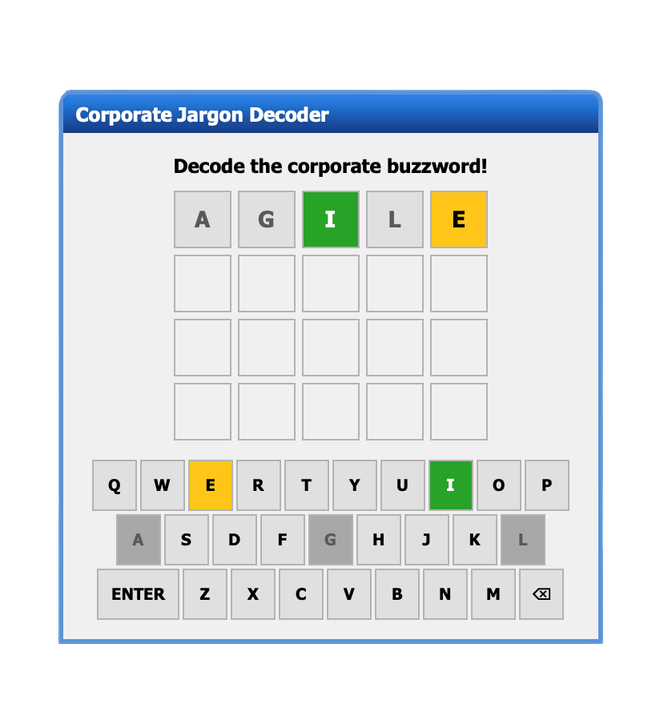 Corporate Jargon Decoder
Decode the corporate buzzword!
A G I L E
Q W E R T Y U I O P
A S D F G H J K L
ENTER Z X C V B N M ⌫